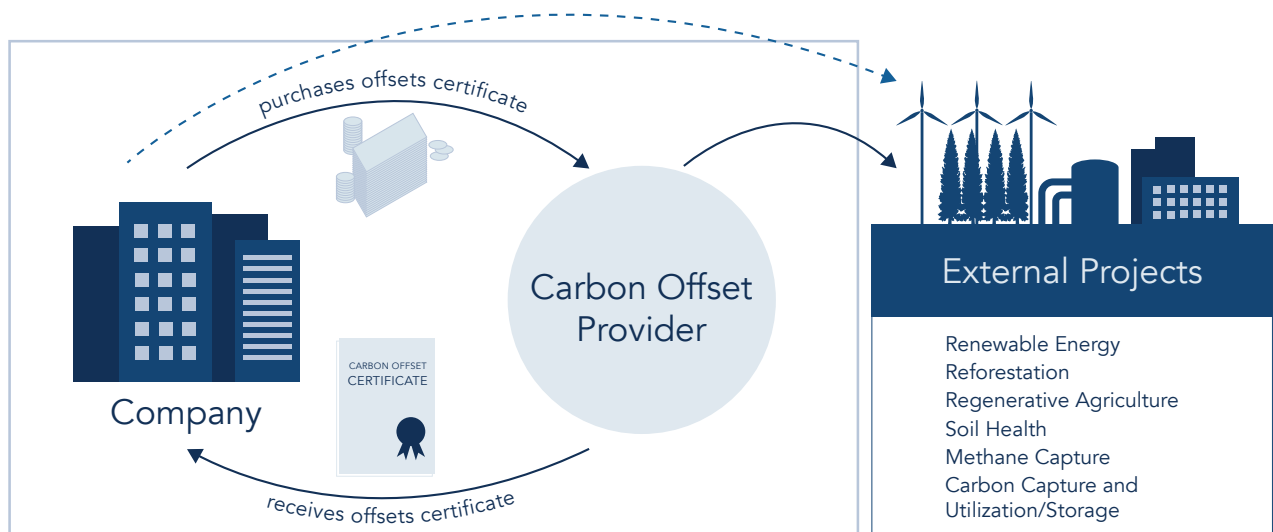 purchases offsets certificate
External Projects
Carbon Offset
Provider
Renewable Energy
Reforestation
Regenerative Agriculture
Soil Health
Methane Capture
Carbon Capture and
Utilization/Storage
CARBON OFFSET
CERTIFICATE
Company
receives offsets certificate